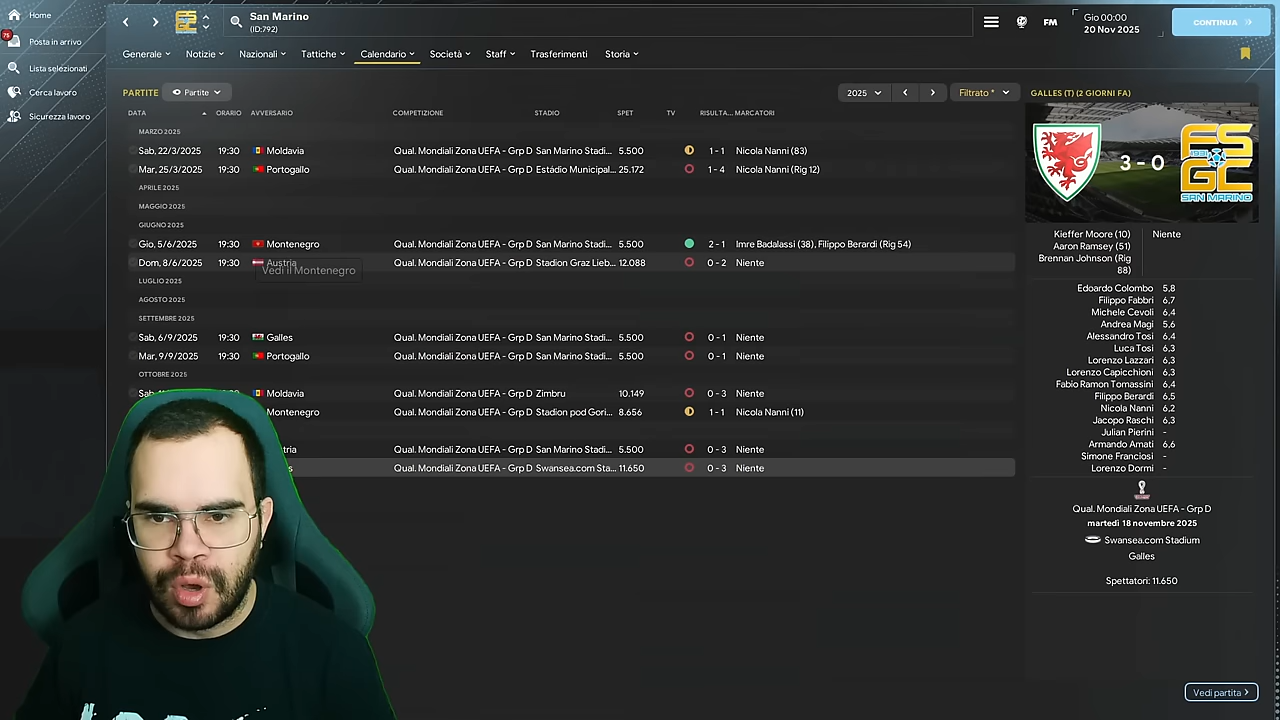 Home
75
Posta in arrivo
Lista selezionati
Cerca lavoro
Sicurezza lavoro
San Marino
(ID:792)
FM
Gio 00:00
20 Nov 2025
CONTINUA
Generale Notizie Nazionali Tattiche Calendario Società Staff Trasferimenti Storia
PARTITE Partite 2025 Filtrato *
DATA ORARIO AVVERSARIO COMPETIZIONE STADIO SPET TV RISULTA... MARCATORI
MARZO 2025
Sab, 22/3/2025 19:30 Moldavia Qual. Mondiali Zona UEFA - Grp D San Marino Stadi... 5.500 1 - 1 Nicola Nanni (83)
Mar, 25/3/2025 19:30 Portogallo Qual. Mondiali Zona UEFA - Grp D Stadio Municipa... 25.172 1 - 4 Nicola Nanni (12)
APRILE 2025
MAGGIO 2025
GIUGNO 2025
Gio, 5/6/2025 19:30 Montenegro Qual. Mondiali Zona UEFA - Grp D San Marino Stadi... 5.500 2 - 1 Imre Badalassi (38), Filippo Berardi (Rig 54)
Dom, 8/6/2025 19:30 Austria Qual. Mondiali Zona UEFA - Grp D Stadion Graz Lieb... 12.088 0 - 2 Niente
Vedi il Montenegro
LUGLIO 2025
AGOSTO 2025
SETTEMBRE 2025
Sab, 6/9/2025 19:30 Galles Qual. Mondiali Zona UEFA - Grp D San Marino Stadi... 5.500 0 - 1 Niente
Mar, 9/9/2025 19:30 Portogallo Qual. Mondiali Zona UEFA - Grp D San Marino Stadi... 5.500 0 - 1 Niente
OTTOBRE 2025
Sab, Moldavia Qual. Mondiali Zona UEFA - Grp D Zimbru 10.149 0 - 3 Niente
Montenegro Qual. Mondiali Zona UEFA - Grp D Stadion pod Gori... 8.656 1 - 1 Nicola Nanni (11)
tria Qual. Mondiali Zona UEFA - Grp D San Marino Stadi... 5.500 0 - 3 Niente
s Qual. Mondiali Zona UEFA - Grp D Swansea.com Sta... 11.650 0 - 3 Niente
GALLES (T) (2 GIORNI FA)
3 - 0
FSGC
1931
SAN MARINO
Kieffer Moore (10) Niente
Aaron Ramsey (51)
Brennan Johnson (Rig
88)
Edoardo Colombo 5,8
Filippo Fabbri 6,7
Michele Cevoli 6,4
Andrea Magi 5,6
Alessandro Tosi 6,4
Luca Tosi 6,3
Lorenzo Lazzari 6,3
Lorenzo Capicchioni 6,3
Fabio Ramon Tomassini 6,4
Filippo Berardi 6,5
Nicola Nanni 6,2
Jacopo Raschi 6,3
Julian Pierini -
Armando Amati 6,6
Simone Franciosi -
Lorenzo Dormi -
Qual. Mondiali Zona UEFA - Grp D
martedì 18 novembre 2025
Swansea.com Stadium
Galles
Spettatori: 11.650
Vedi partita